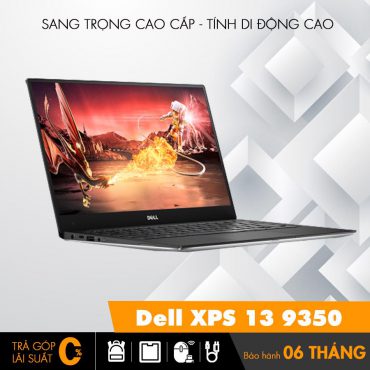 SANG TRỌNG CAO CẤP - TÍNH DI ĐỘNG CAO
DELL
Dell XPS 13 9350
TRẢ GÓP
LÃI SUẤT
0%
Bảo hành 06 THÁNG